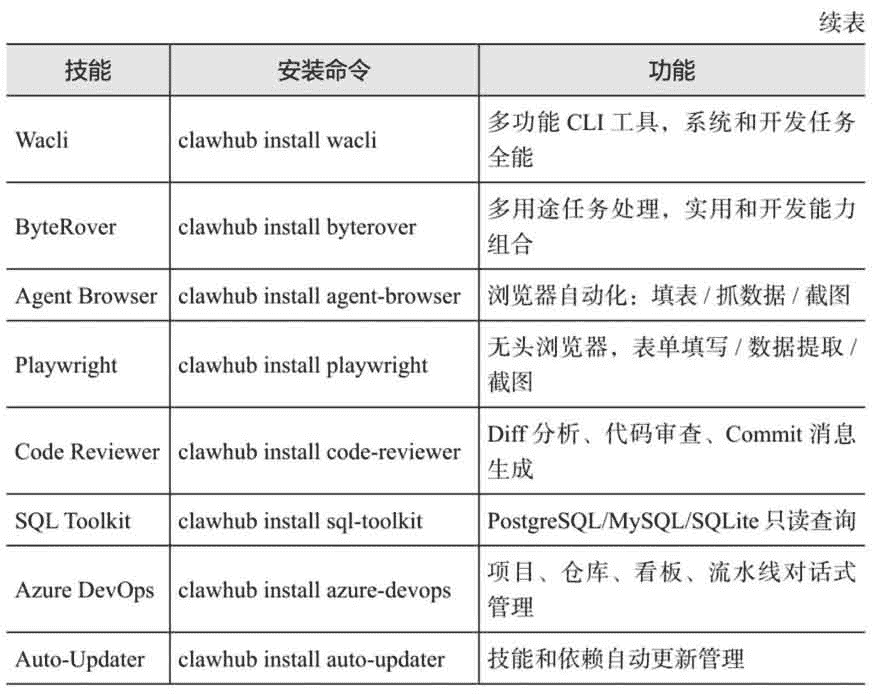 续表
技能 安装命令 功能
Wacli clawhub install wacli 多功能 CLI 工具，系统和开发任务
全能
ByteRover clawhub install byterover 多用途任务处理，实用和开发能力
组合
Agent Browser clawhub install agent-browser 浏览器自动化：填表 / 抓数据 / 截图
Playwright clawhub install playwright 无头浏览器，表单填写 / 数据提取 /
截图
Code Reviewer clawhub install code-reviewer Diff 分析、代码审查、Commit 消息
生成
SQL Toolkit clawhub install sql-toolkit PostgreSQL/MySQL/SQLite 只读查询
Azure DevOps clawhub install azure-devops 项目、仓库、看板、流水线对话式
管理
Auto-Updater clawhub install auto-updater 技能和依赖自动更新管理